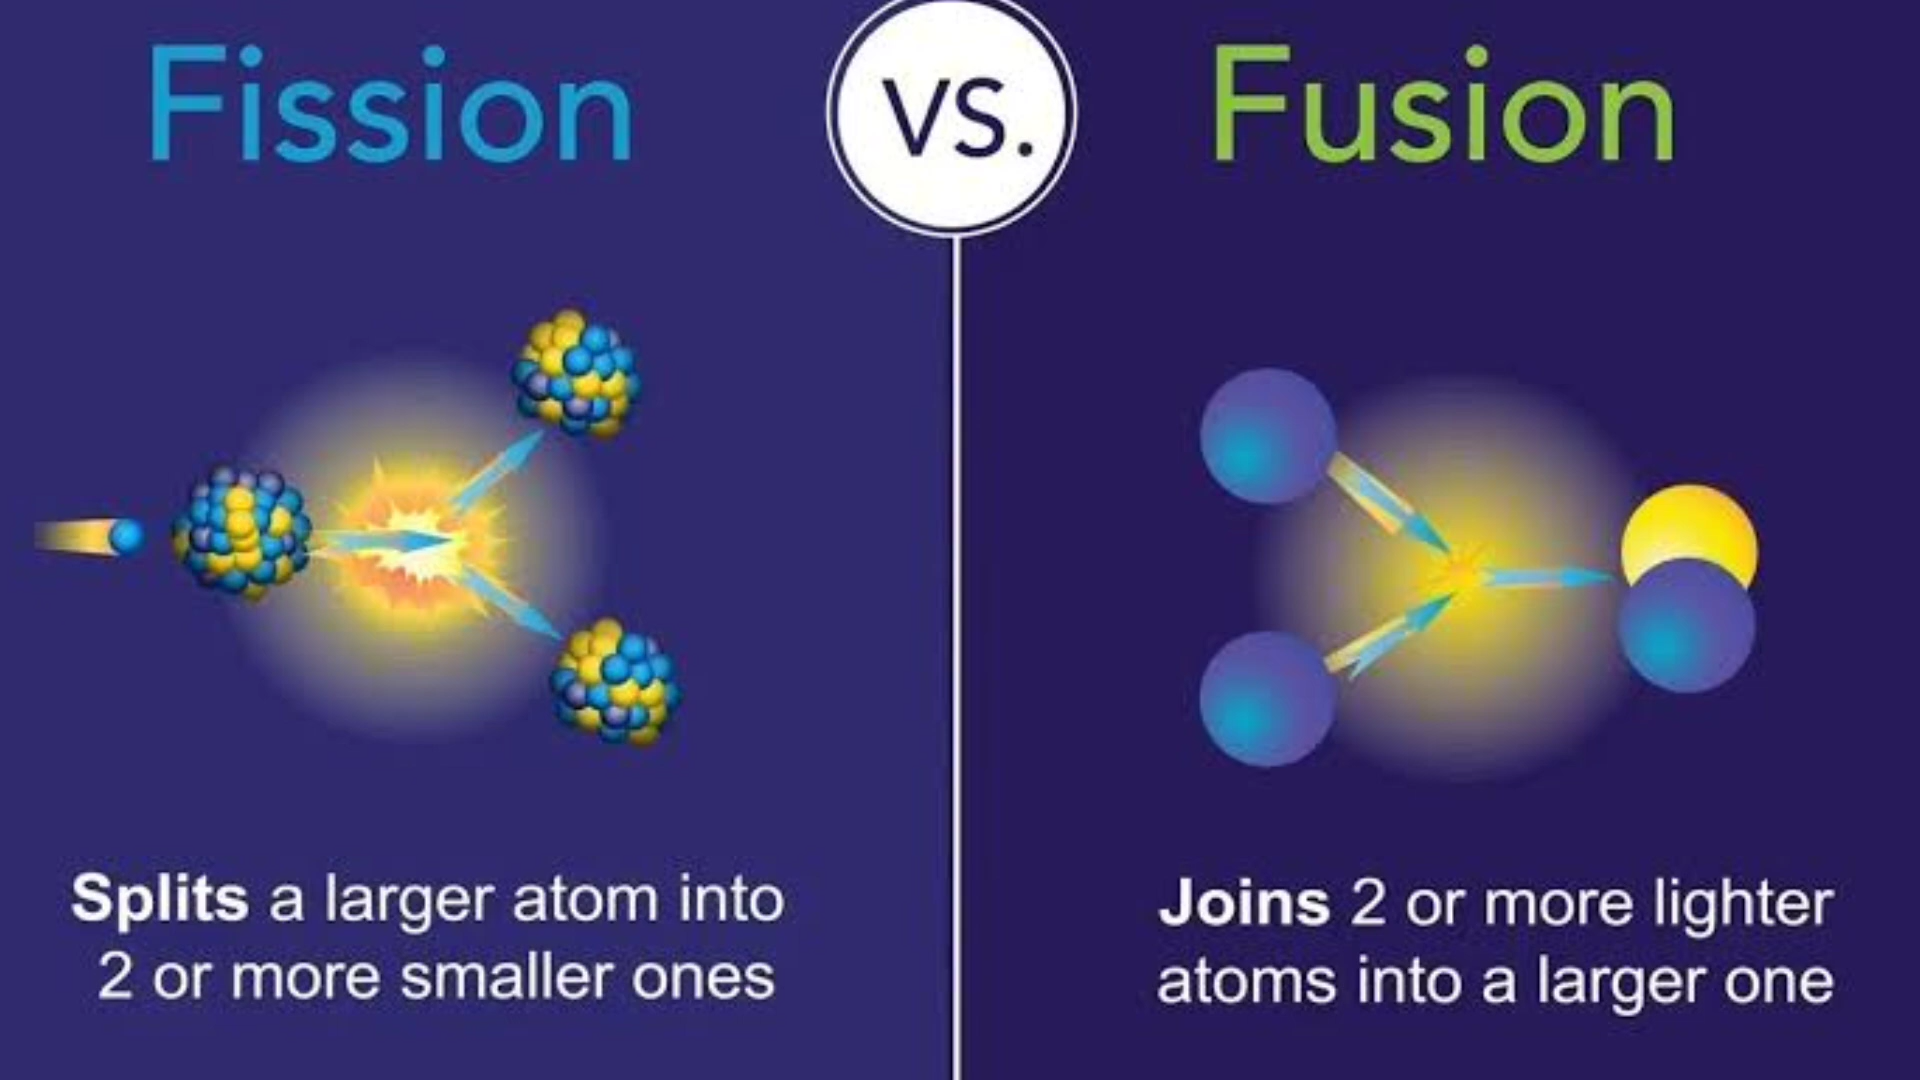 Fission
VS.
Fusion
Splits a larger atom into
2 or more smaller ones
Joins 2 or more lighter
atoms into a larger one